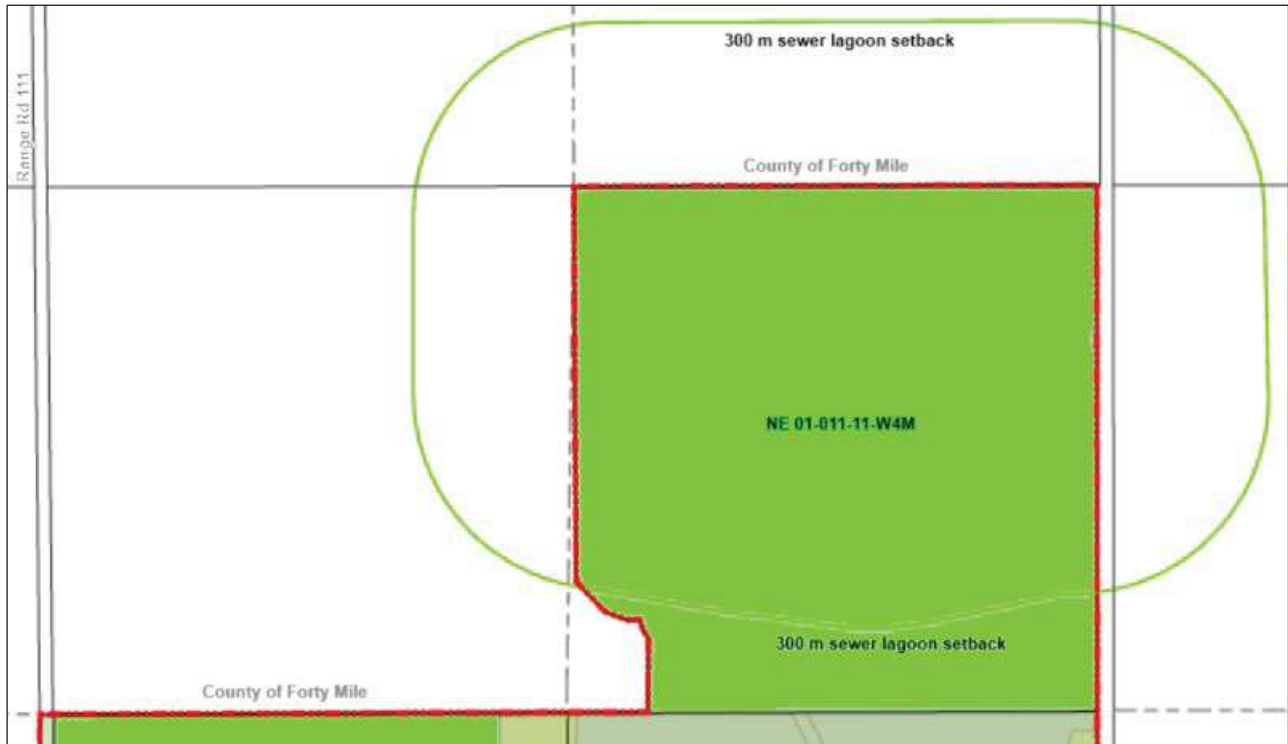 300 m sewer lagoon setback
Range Rd 111
County of Forty Mile
NE 01-011-11-W4M
300 m sewer lagoon setback
County of Forty Mile